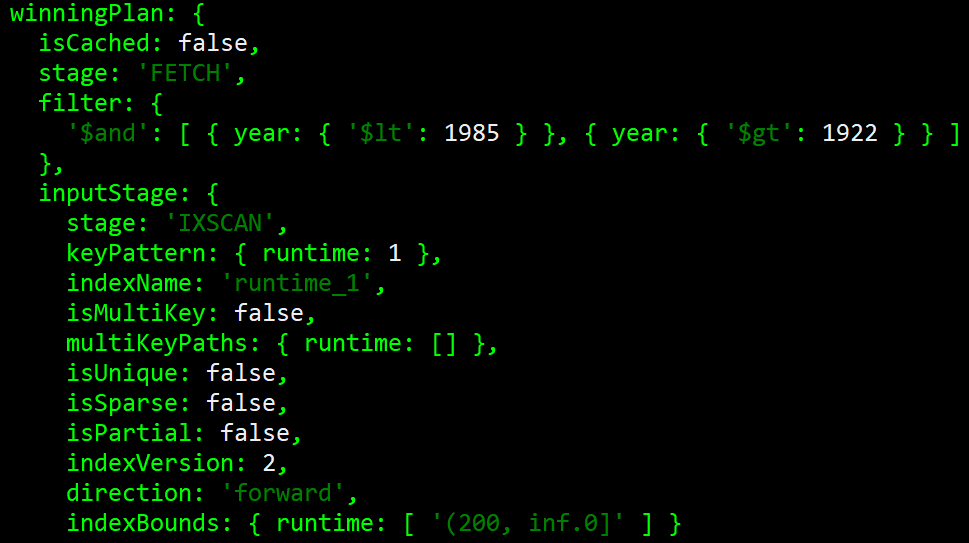 winningPlan: {
  isCached: false,
  stage: 'FETCH',
  filter: {
    '$and': [ { year: { '$lt': 1985 } }, { year: { '$gt': 1922 } } ]
  },
  inputStage: {
    stage: 'IXSCAN',
    keyPattern: { runtime: 1 },
    indexName: 'runtime_1',
    isMultiKey: false,
    multiKeyPaths: { runtime: [] },
    isUnique: false,
    isSparse: false,
    isPartial: false,
    indexVersion: 2,
    direction: 'forward',
    indexBounds: { runtime: [ '(200, inf.0]' ] }